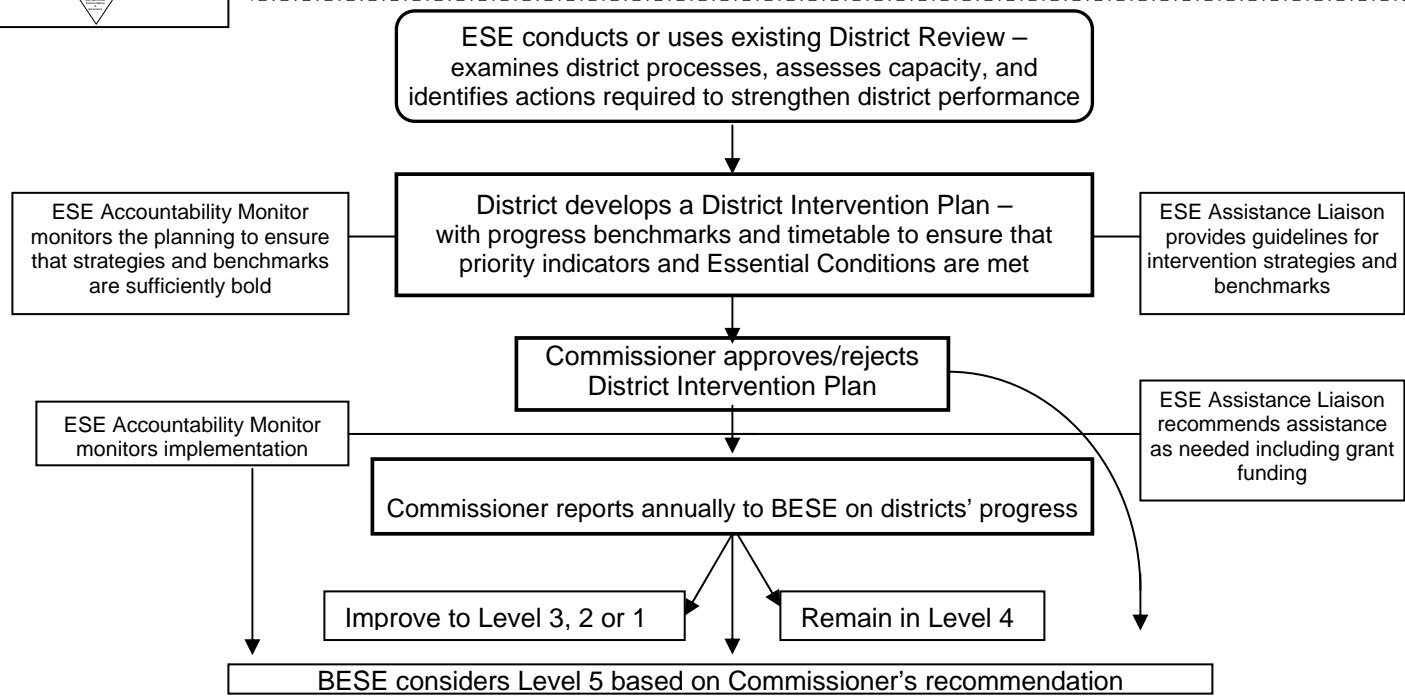 ESE conducts or uses existing District Review –
examines district processes, assesses capacity, and
identifies actions required to strengthen district performance
ESE Accountability Monitor
monitors the planning to ensure
that strategies and benchmarks
are sufficiently bold
District develops a District Intervention Plan –
with progress benchmarks and timetable to ensure that
priority indicators and Essential Conditions are met
ESE Assistance Liaison
provides guidelines for
intervention strategies and
benchmarks
Commissioner approves/rejects
District Intervention Plan
ESE Accountability Monitor
monitors implementation
ESE Assistance Liaison
recommends assistance
as needed including grant
funding
Commissioner reports annually to BESE on districts’ progress
Improve to Level 3, 2 or 1
Remain in Level 4
BESE considers Level 5 based on Commissioner’s recommendation